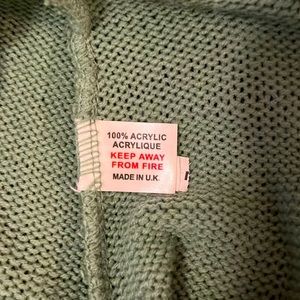 100% ACRYLIC
ACRYLIQUE
KEEP AWAY
FROM FIRE
MADE IN U.K.